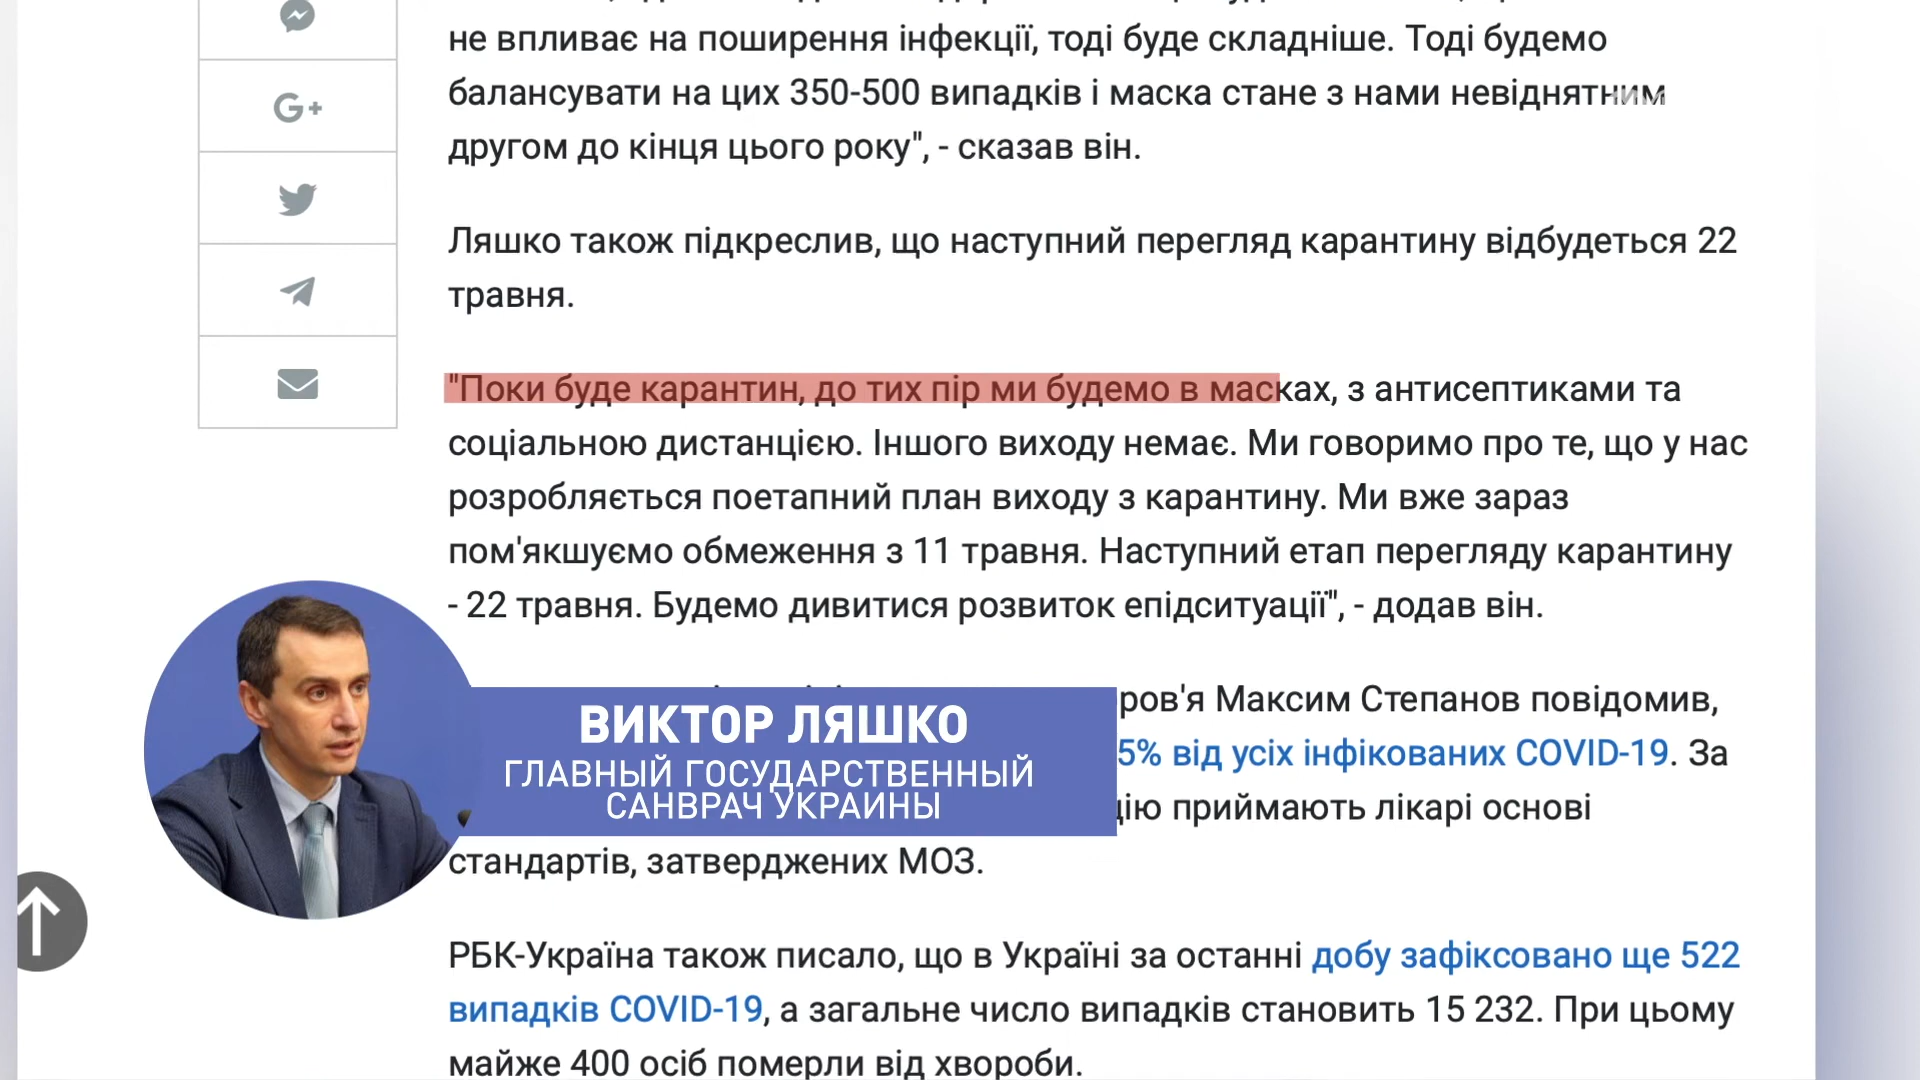 не впливає на поширення інфекції, тоді буде складніше. Тоді будемо
балансувати на цих 350-500 випадків і маска стане з нами невіднятним
другом до кінця цього року", - сказав він.
G+
Ляшко також підкреслив, що наступний перегляд карантину відбудеться 22
травня.
"Поки буде карантин, до тих пір ми будемо в масках, з антисептиками та
соціальною дистанцією. Іншого виходу немає. Ми говоримо про те, що у нас
розробляється поетапний план виходу з карантину. Ми вже зараз
пом'якшуємо обмеження з 11 травня. Наступний етап перегляду карантину
- 22 травня. Будемо дивитися розвиток епідситуації", - додав він.
ров'я Максим Степанов повідомив,
5% від усіх інфікованих COVID-19. За
цію приймають лікарі основі
стандартів, затверджених МОЗ.
ВИКТОР ЛЯШКО
ГЛАВНЫЙ ГОСУДАРСТВЕННЫЙ
САНВРАЧ УКРАИНЫ
РБК-Україна також писало, що в Україні за останні добу зафіксовано ще 522
випадків COVID-19, а загальне число випадків становить 15 232. При цьому
майже 400 осіб померли від хвороби.